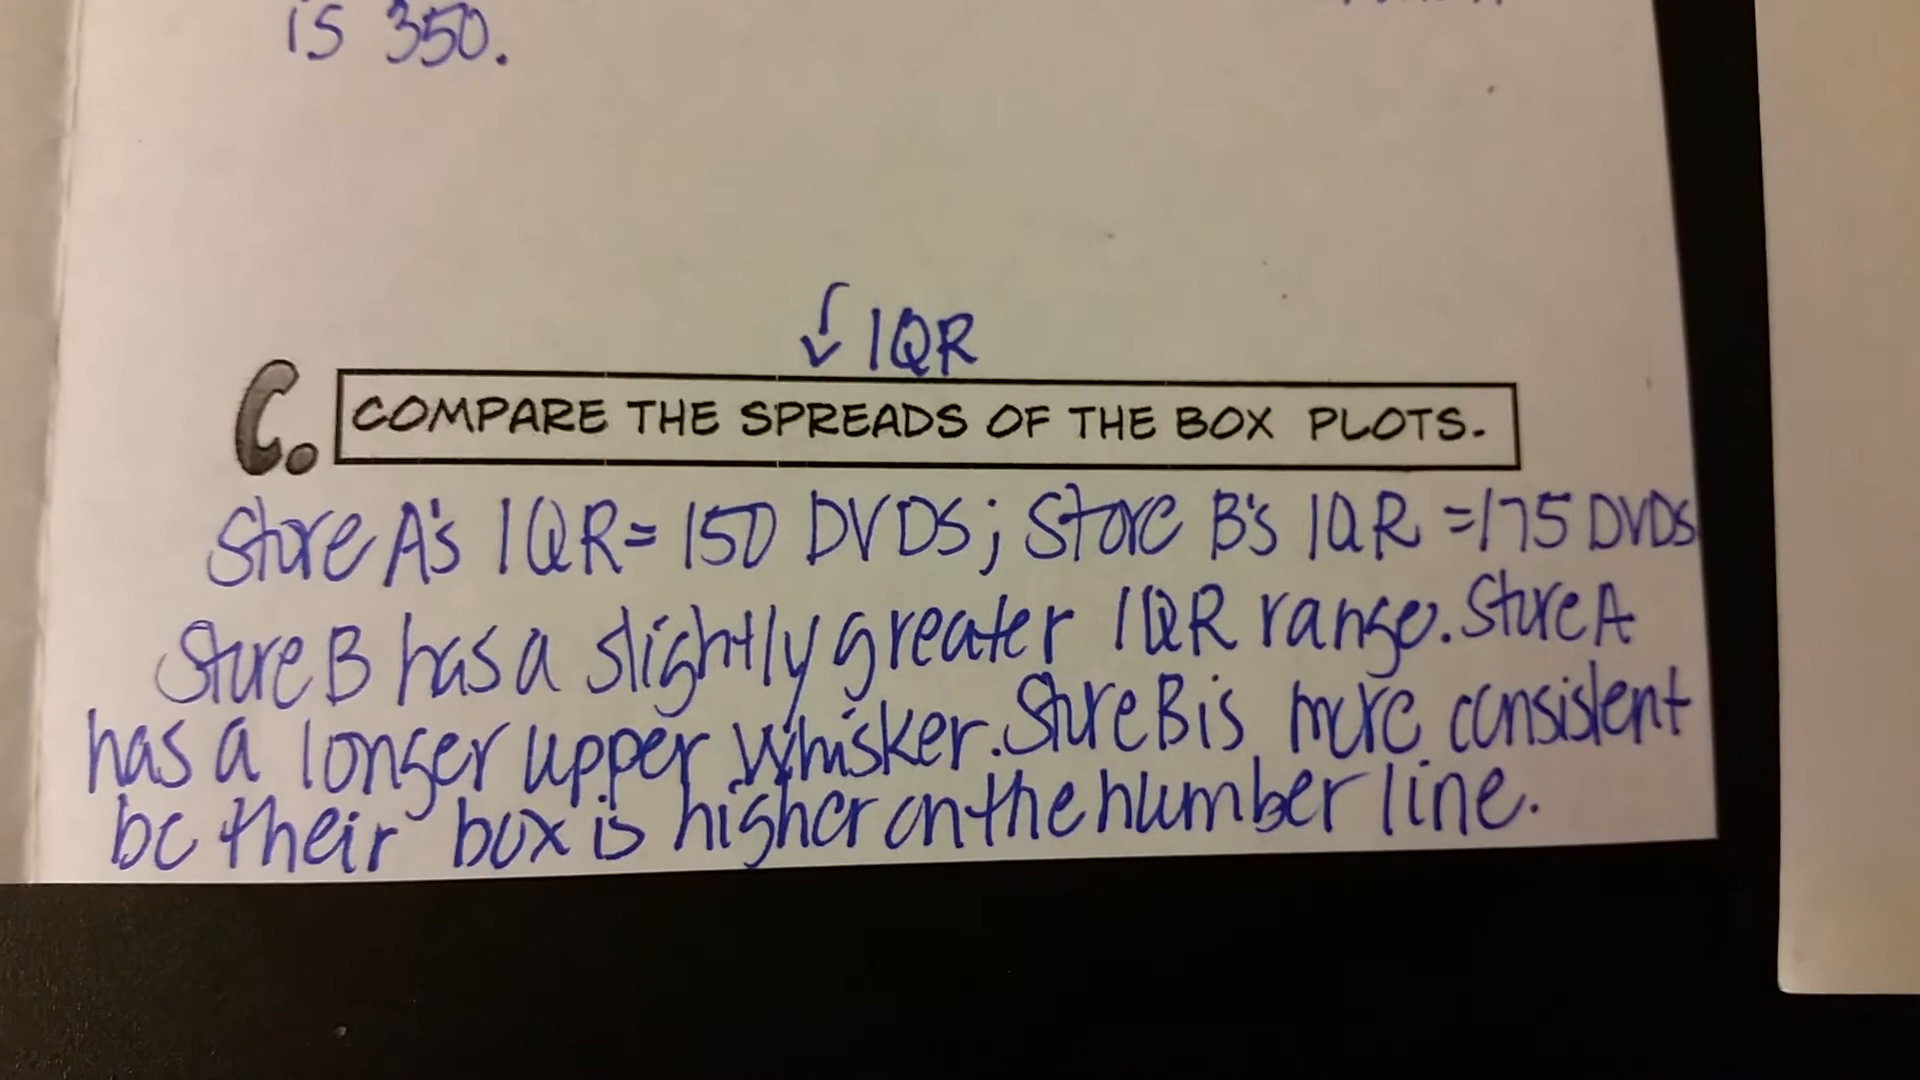 is 350.
IQR
C. COMPARE THE SPREADS OF THE BOX PLOTS.
Store A's IQR = 150 DVDS; Store B's IQR = 175 DVDs
Store B has a slightly greater IQR range. Store A
has a longer upper whisker. Store B is more consistent
bc their box is higher on the number line.